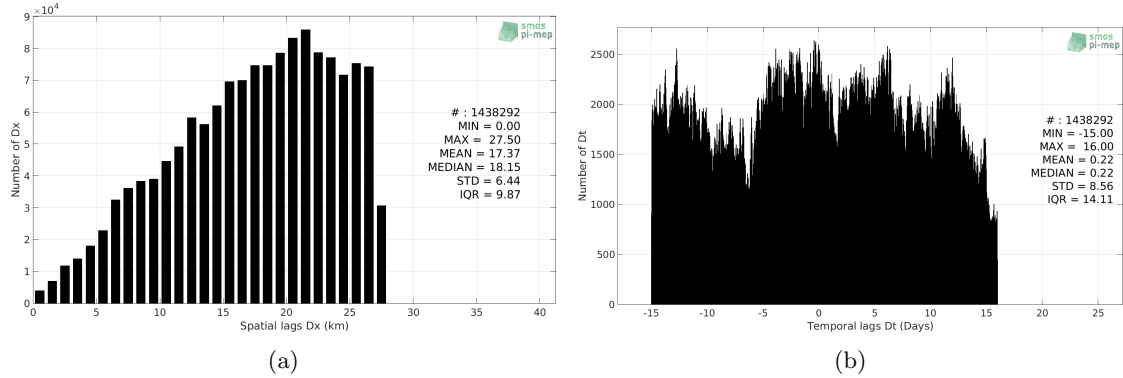 ×10⁴
9
8
7
6
5
4
3
2
1
0
Number of Dx
smos
pi-mep
# : 1438292
MIN = 0.00
MAX = 27.50
MEAN = 17.37
MEDIAN = 18.15
STD = 6.44
IQR = 9.87
0 5 10 15 20 25 30 35 40
Spatial lags Dx (km)
(a)
2500
2000
1500
1000
500
0
Number of Dt
smos
pi-mep
# : 1438292
MIN = -15.00
MAX = 16.00
MEAN = 0.22
MEDIAN = 0.22
STD = 8.56
IQR = 14.11
-15 -10 -5 0 5 10 15 20 25
Temporal lags Dt (Days)
(b)